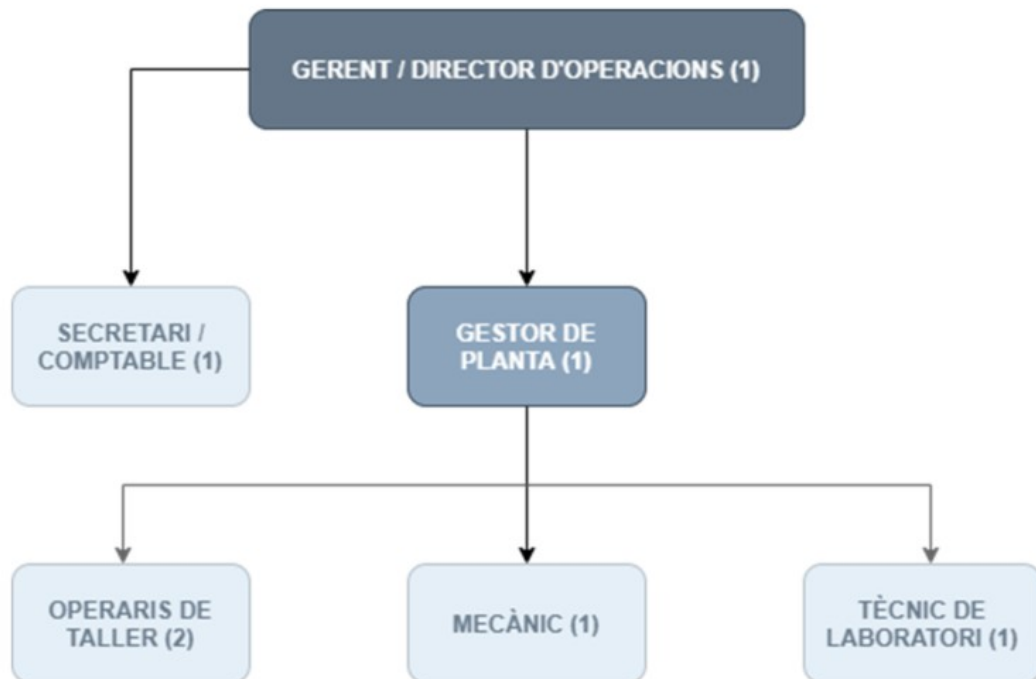 GERENT / DIRECTOR D'OPERACIONS (1)
SECRETARI /
COMPTABLE (1)
GESTOR DE
PLANTA (1)
OPERARIS DE
TALLER (2)
MECÀNIC (1)
TÈCNIC DE
LABORATORI (1)